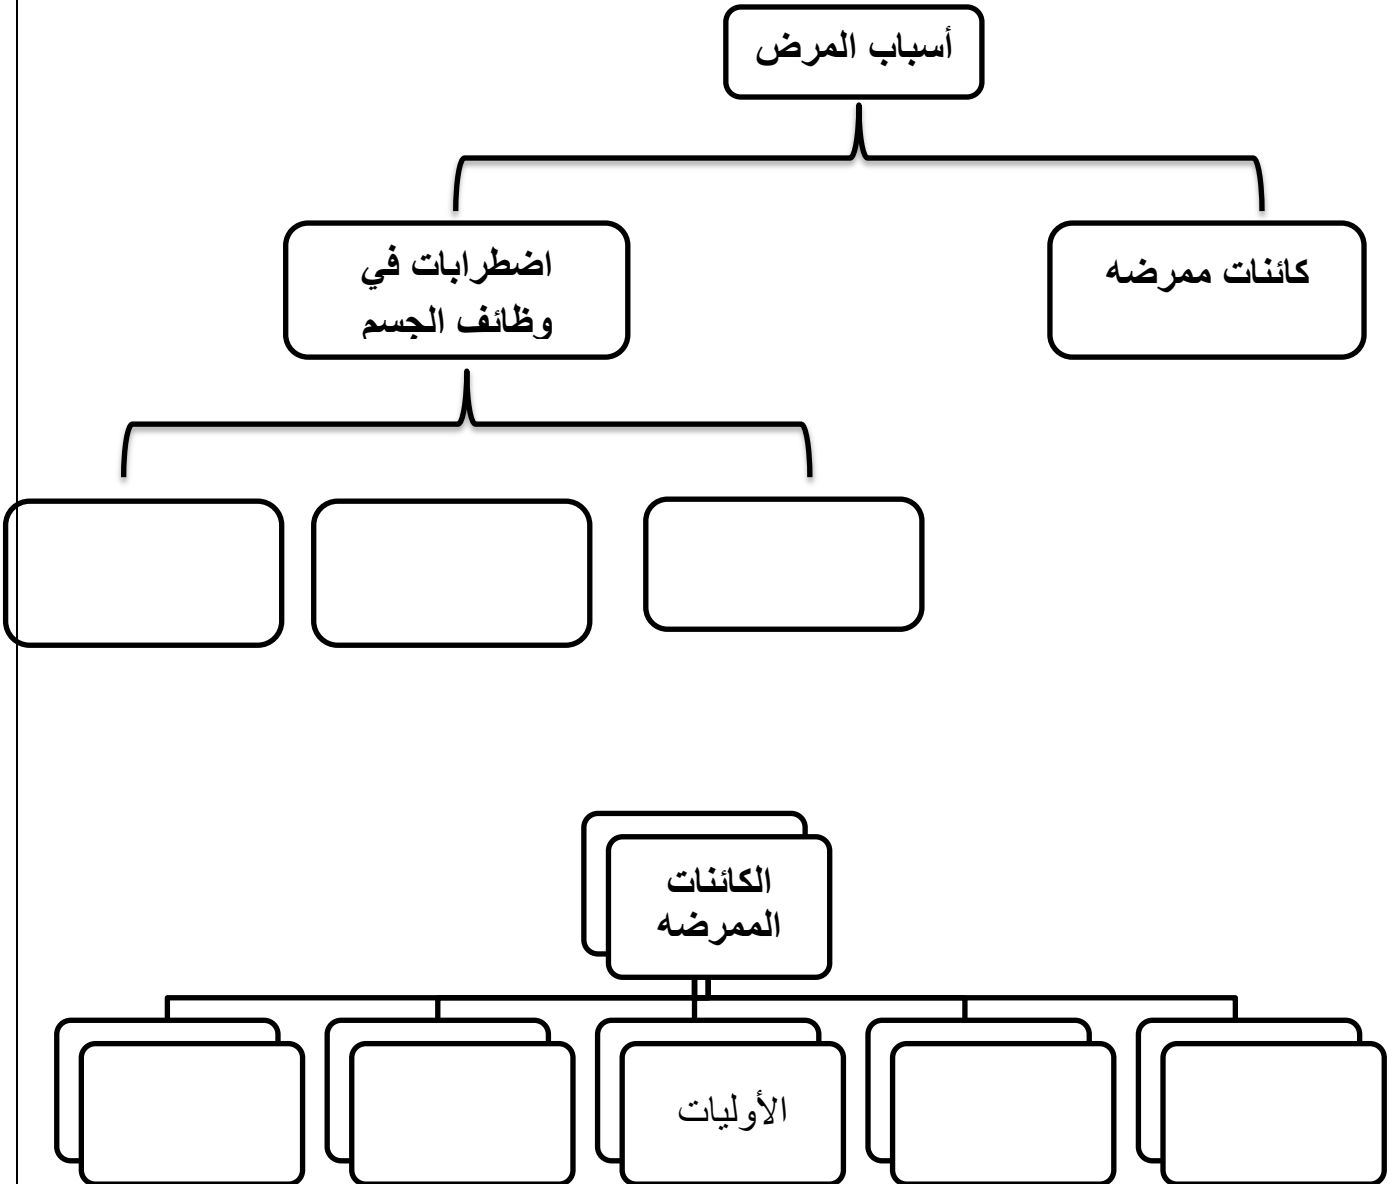 أسباب المرض
كائنات ممرضه
اضطرابات في
وظائف الجسم
الكائنات
الممرضه
الأوليات